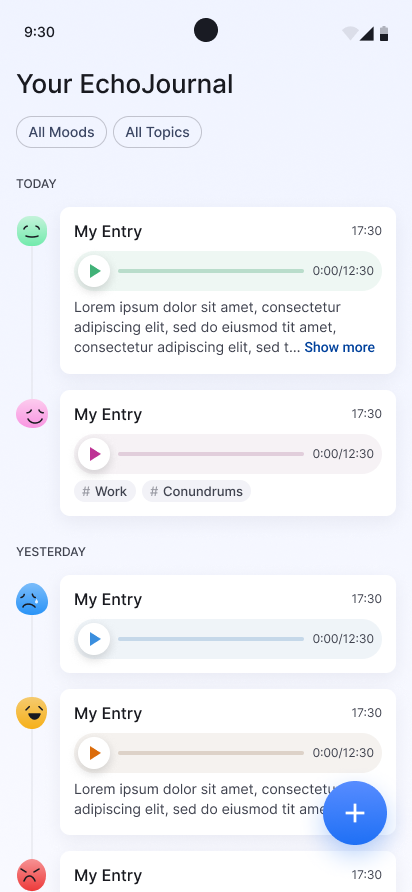 9:30
Your EchoJournal
All Moods All Topics
TODAY
My Entry 17:30
0:00/12:30
Lorem ipsum dolor sit amet, consectetur
adipiscing elit, sed do eiusmod tit amet,
consectetur adipiscing elit, sed t... Show more
My Entry 17:30
0:00/12:30
# Work # Conundrums
YESTERDAY
My Entry 17:30
0:00/12:30
My Entry 17:30
0:00/12:30
Lorem ipsum dolor sit amet, consectetu
adipiscing elit, sed do eiusmod tit ame
My Entry 17:30